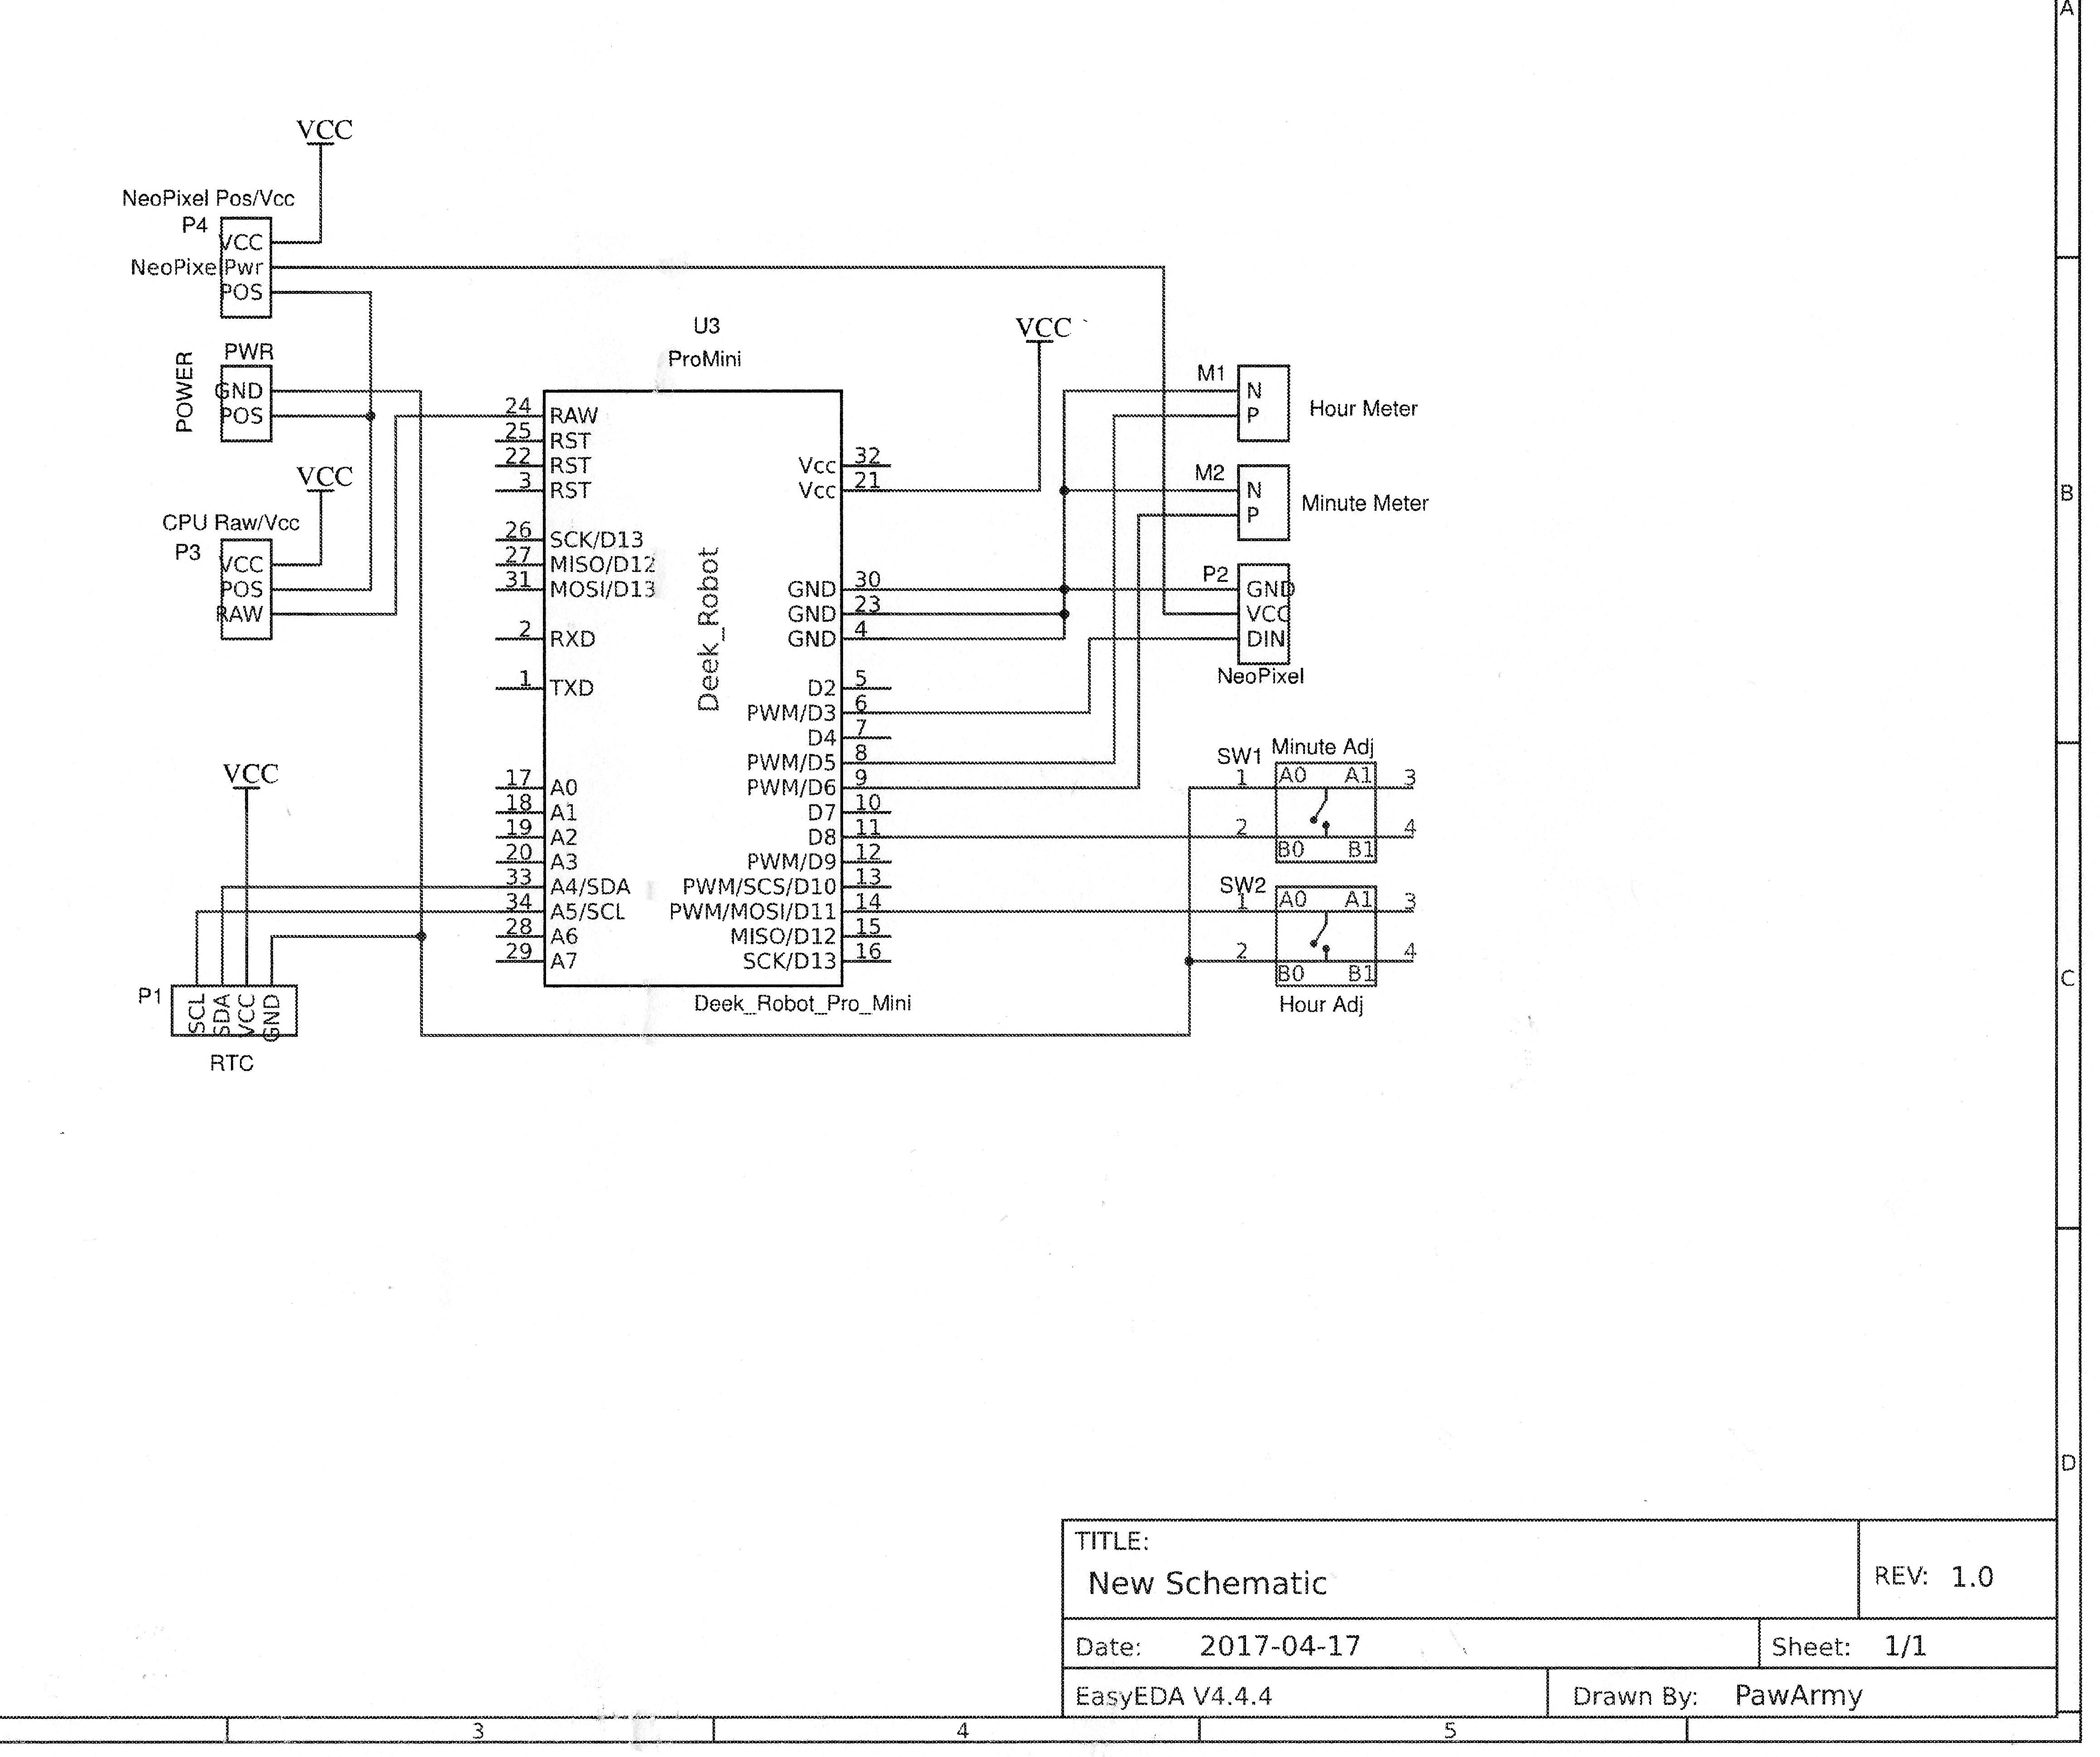 A
VCC
NeoPixel Pos/Vcc
P4
VCC
NeoPixe Pwr
POS
U3
ProMini
VCC
POWER
PWR
GND
POS
M1
N
P
Hour Meter
24 RAW
25 RST
22 RST
3 RST
Vcc 32
Vcc 21
M2
N
P
Minute Meter
B
VCC
CPU Raw/Vcc
P3
VCC
POS
RAW
26 SCK/D13
27 MISO/D12
31 MOSI/D13
2 RXD
1 TXD
Deek_Robot
GND 30
GND 23
GND 4
P2
GND
VCC
DIN
NeoPixel
D2 5
PWM/D3 6
D4 7
PWM/D5 8
PWM/D6 9
D7 10
D8 11
PWM/D9 12
PWM/SCS/D10 13
PWM/MOSI/D11 14
MISO/D12 15
SCK/D13 16
SW1 Minute Adj
1 A0 A1 3
2 B0 B1 4
SW2
1 A0 A1 3
2 B0 B1 4
Hour Adj
VCC
17 A0
18 A1
19 A2
20 A3
33 A4/SDA
34 A5/SCL
28 A6
29 A7
C
P1
SCL
SDA
VCC
GND
RTC
Deek_Robot_Pro_Mini
D
TITLE:
New Schematic
REV: 1.0
Date: 2017-04-17
Sheet: 1/1
EasyEDA V4.4.4
Drawn By: PawArmy
3 4 5